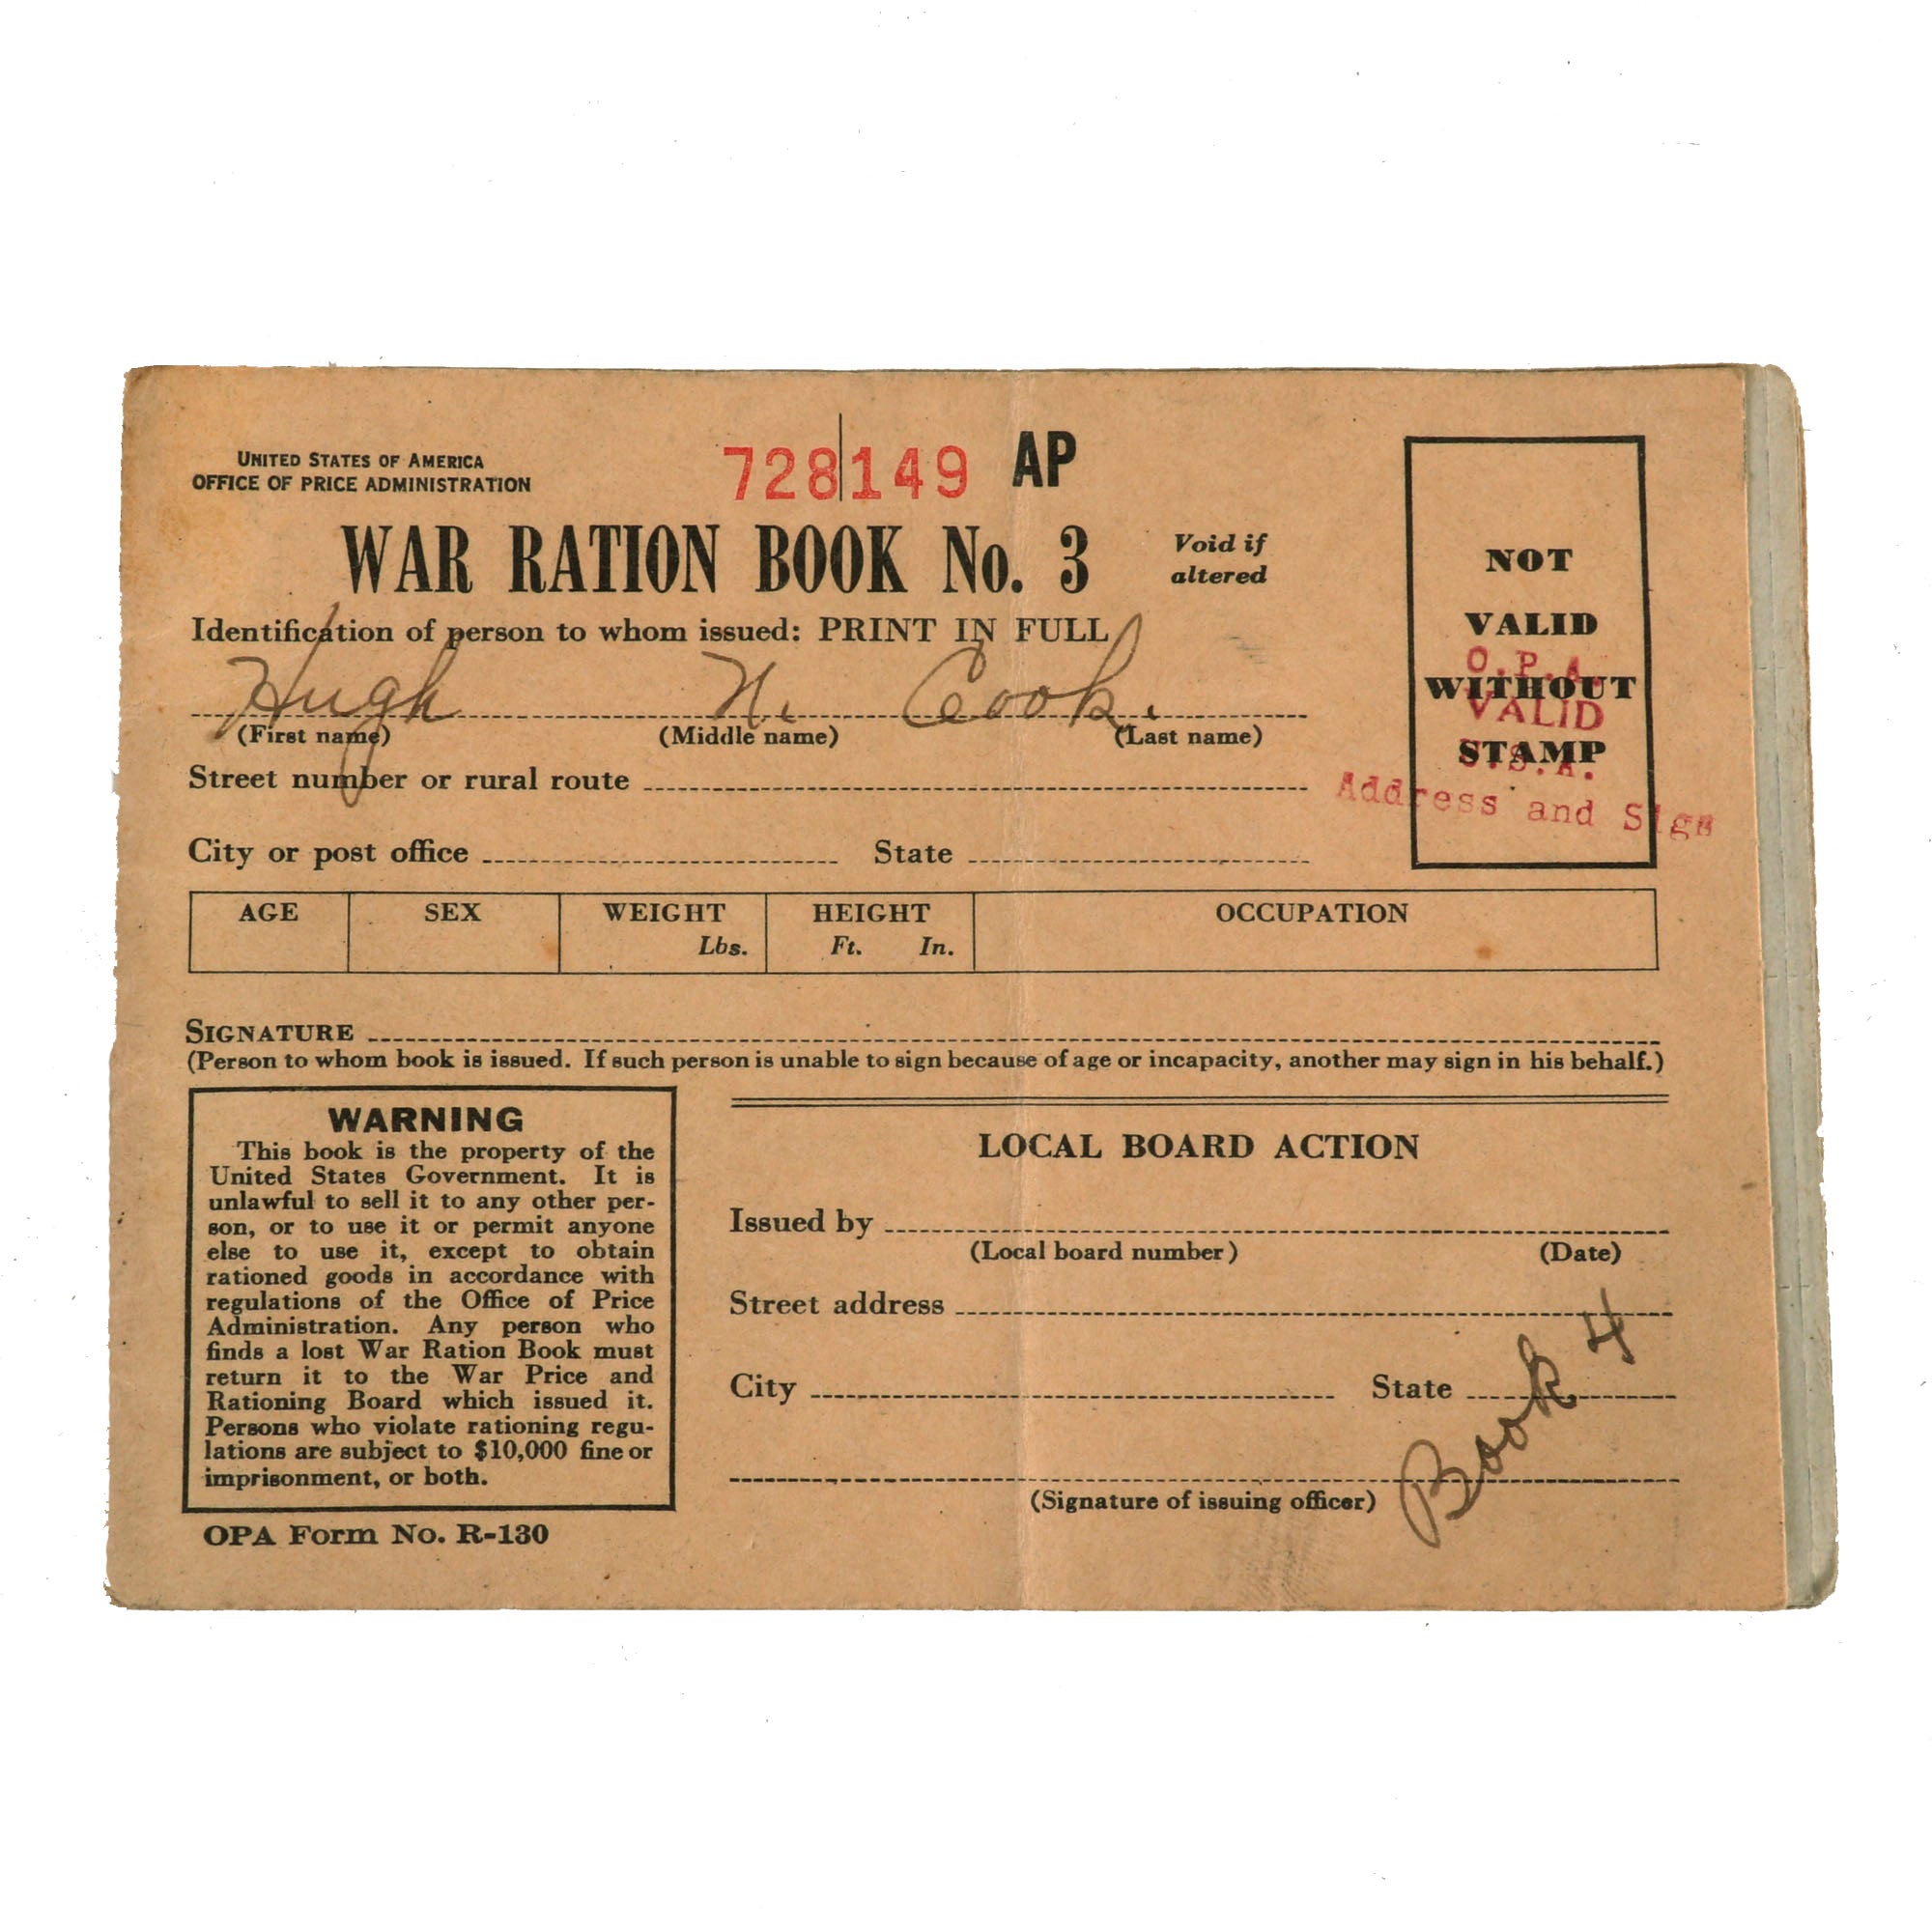 UNITED STATES OF AMERICA
OFFICE OF PRICE ADMINISTRATION
728149 AP
WAR RATION BOOK No. 3
Void if
altered
Identification of person to whom issued: PRINT IN FULL
Hugh N. Cook.
(First name) (Middle name) (Last name)
Street number or rural route
City or post office State
NOT
VALID
WITHOUT
STAMP
O.P.A.
VALID
U.S.A.
Address and Sign
AGE SEX WEIGHT HEIGHT OCCUPATION
Lbs. Ft. In.
SIGNATURE
(Person to whom book is issued. If such person is unable to sign because of age or incapacity, another may sign in his behalf.)
WARNING
This book is the property of the
United States Government. It is
unlawful to sell it to any other per-
son, or to use it or permit anyone
else to use it, except to obtain
rationed goods in accordance with
regulations of the Office of Price
Administration. Any person who
finds a lost War Ration Book must
return it to the War Price and
Rationing Board which issued it.
Persons who violate rationing regu-
lations are subject to $10,000 fine or
imprisonment, or both.
OPA Form No. R-130
LOCAL BOARD ACTION
Issued by
(Local board number) (Date)
Street address
City State
(Signature of issuing officer)
Book 4